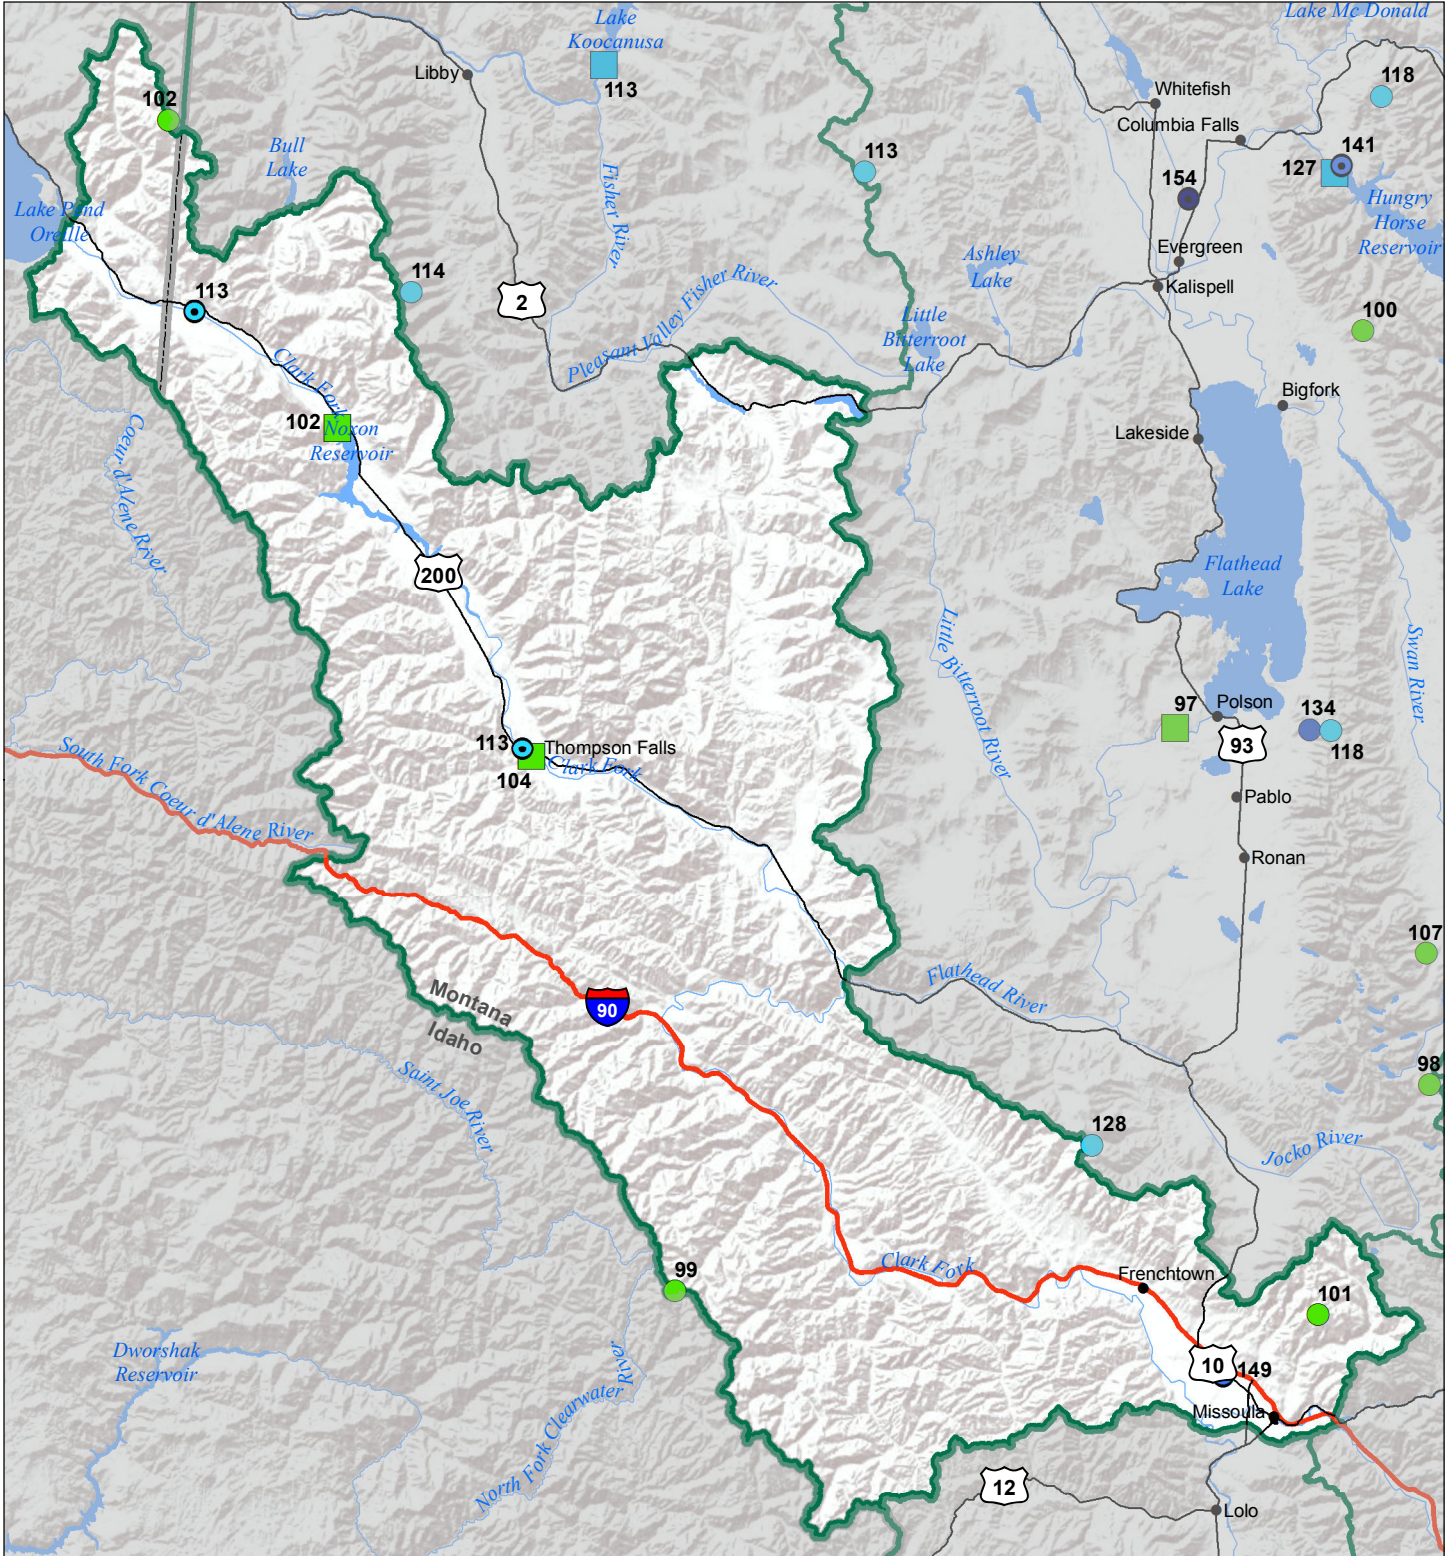 Lake Mc Donald
Lake
Koocanusa
Libby
113
118
Whitefish
102
Columbia Falls
Bull
Lake
113
141
127
154
Fisher River
Hungry
Horse
Reservoir
Lake Pend
Oreille
Evergreen
Ashley
Lake
Kalispell
114
113
2
Pleasant Valley Fisher River
100
Little
Bitterroot
Lake
Clark Fork
Bigfork
102
Noxon
Reservoir
Lakeside
Coeur d'Alene River
200
Flathead
Lake
Little Bitterroot River
Swan River
97
Polson
134
118
93
113
Thompson Falls
Clark Fork
104
South Fork Coeur d'Alene River
Pablo
Ronan
107
Flathead River
Montana
Idaho
90
98
Saint Joe River
128
Jocko River
Clark Fork
99
Frenchtown
101
Dworshak
Reservoir
10
149
North Fork Clearwater
River
Missoula
12
Lolo